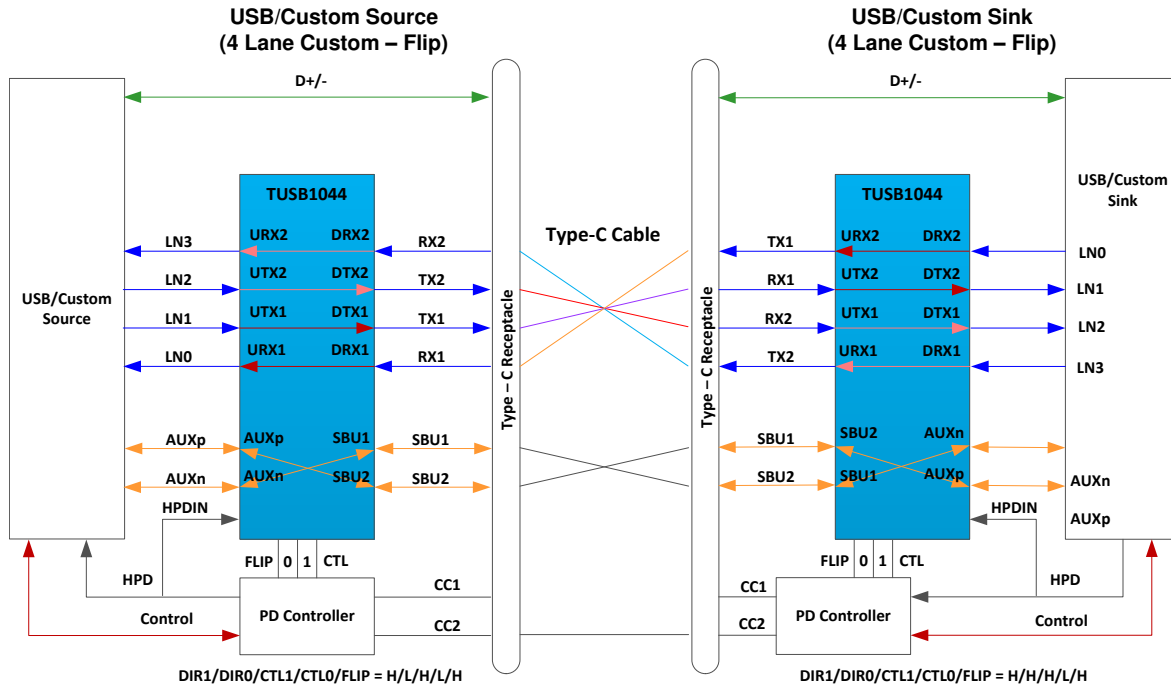 USB/Custom Source
(4 Lane Custom – Flip)
USB/Custom Sink
(4 Lane Custom – Flip)
D+/-
D+/-
TUSB1044
TUSB1044
USB/Custom
Sink
USB/Custom
Source
Type-C Cable
Type – C Receptacle
Type – C Receptacle
LN3
URX2
DRX2
RX2
TX1
URX2
DRX2
LN0
LN2
UTX2
DTX2
TX2
RX1
UTX2
DTX2
LN1
LN1
UTX1
DTX1
TX1
RX2
UTX1
DTX1
LN2
LN0
URX1
DRX1
RX1
TX2
URX1
DRX1
LN3
AUXp
AUXp
SBU1
SBU1
SBU1
SBU2
AUXn
AUXn
AUXn
SBU2
SBU2
SBU2
SBU1
AUXp
AUXn
HPDIN
HPDIN
AUXp
FLIP
0
1
CTL
FLIP
0
1
CTL
HPD
PD Controller
CC1
CC1
PD Controller
HPD
Control
CC2
CC2
Control
DIR1/DIR0/CTL1/CTL0/FLIP = H/L/H/L/H
DIR1/DIR0/CTL1/CTL0/FLIP = H/H/H/L/H